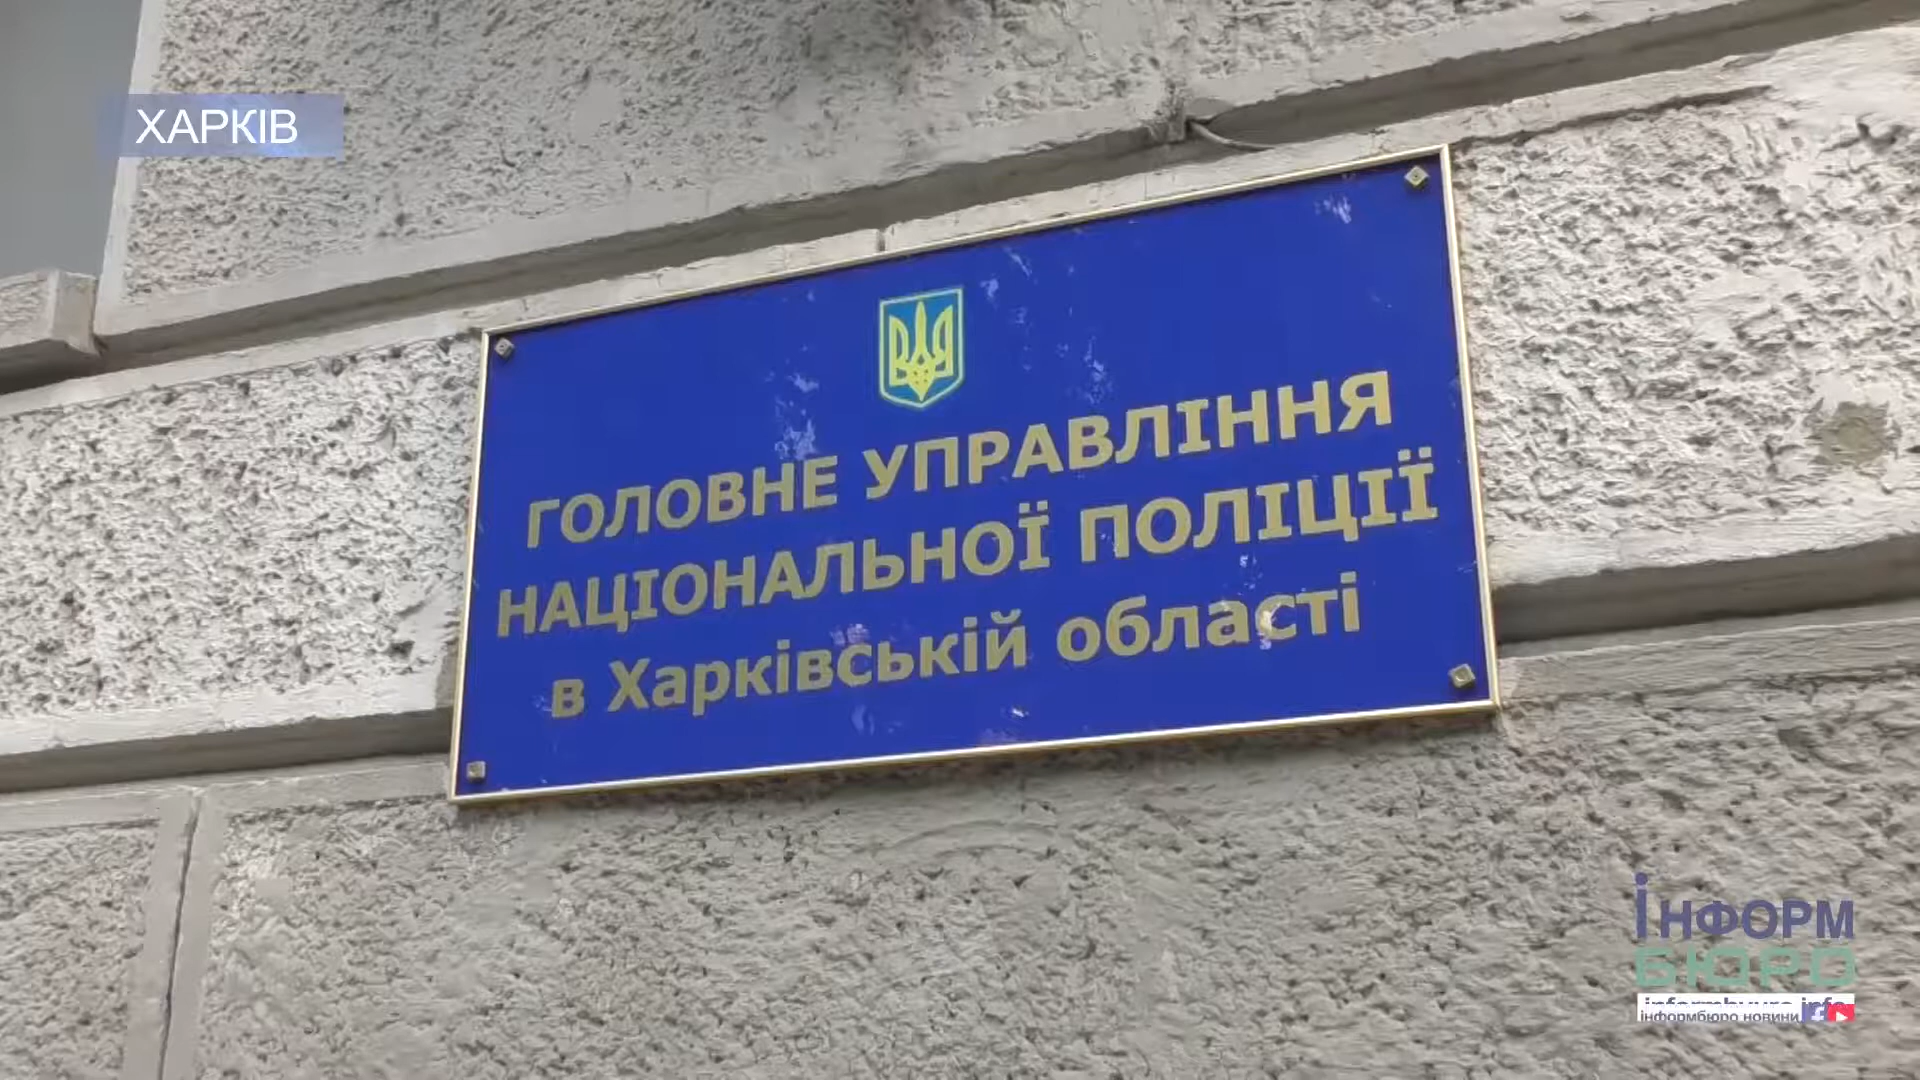 ХАРКІВ
ГОЛОВНЕ УПРАВЛІННЯ
НАЦІОНАЛЬНОЇ ПОЛІЦІЇ
в Харківській області
ІНФОРМ
БЮРО
інформбюро новини